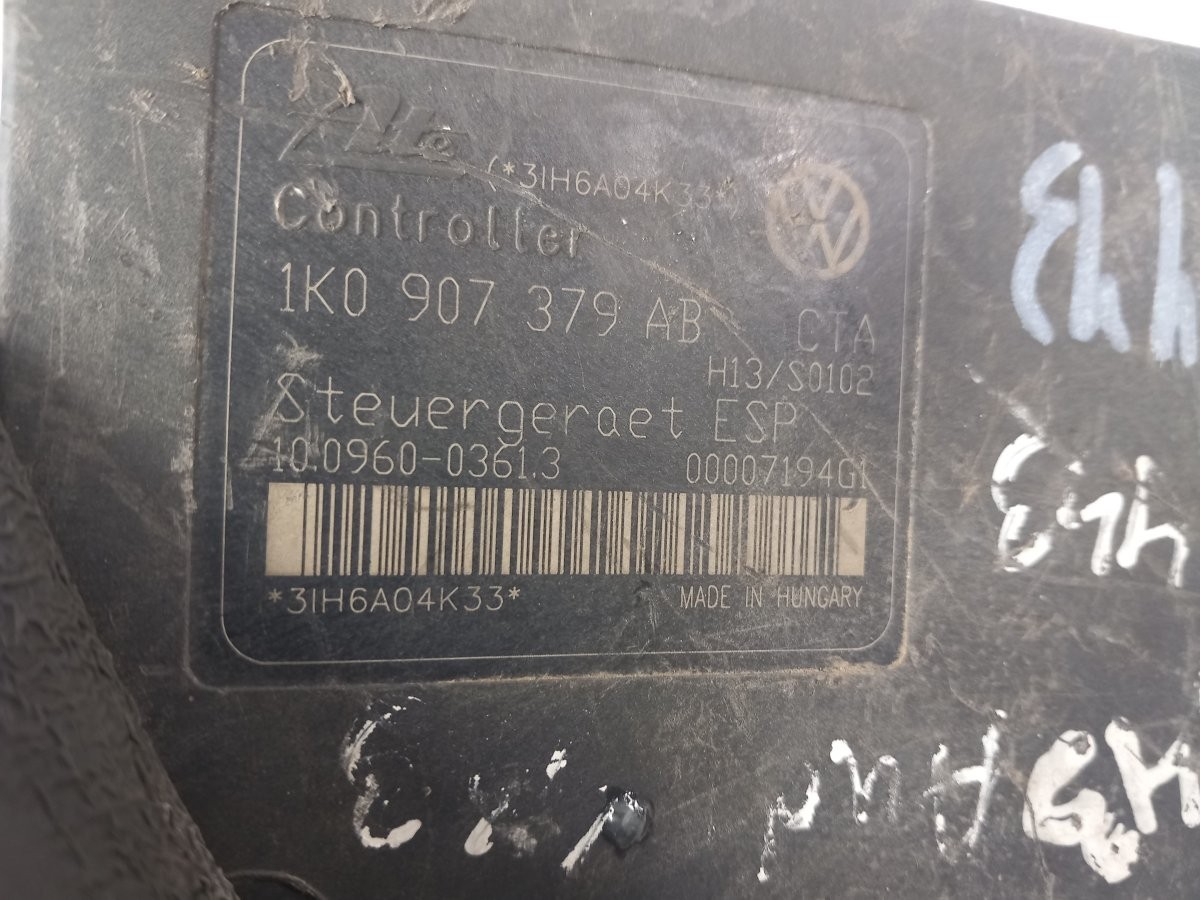 Ate (*3IH6A04K33*)
Controller
1K0 907 379 AB CTA
H13/S0102
Steuergeraet ESP
10.0960-0361.3 00007194G1
*3IH6A04K33* MADE IN HUNGARY